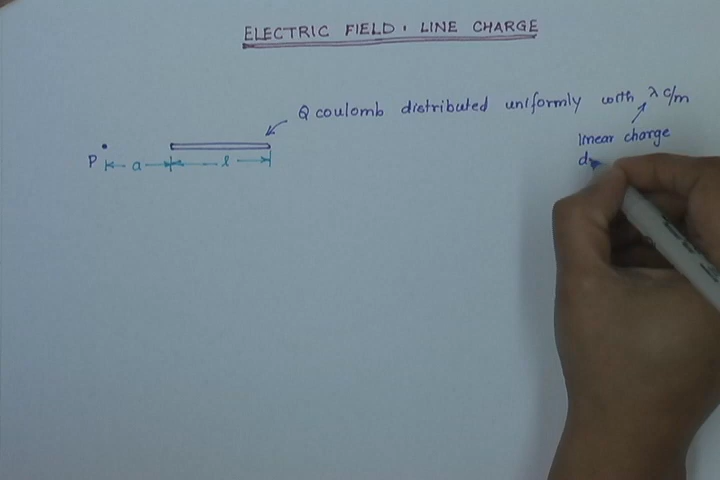 ELECTRIC FIELD : LINE CHARGE
Q coulomb distributed uniformly with λ C/m
linear charge
P a l